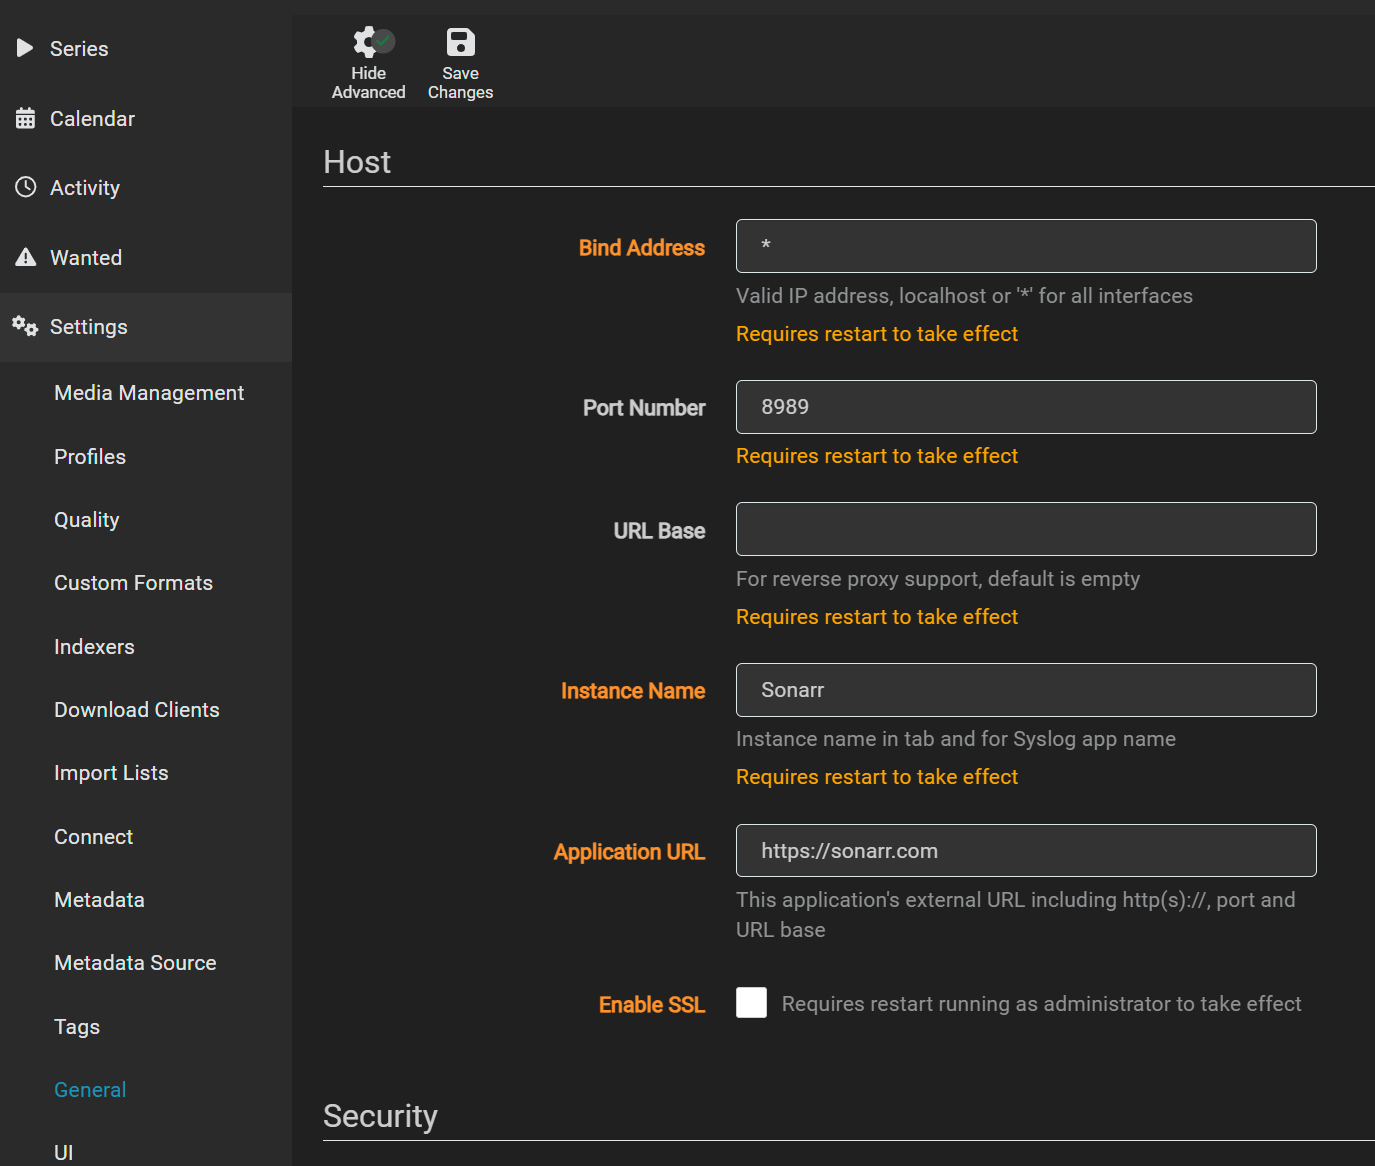 Series
Calendar
Activity
Wanted
Settings
Media Management
Profiles
Quality
Custom Formats
Indexers
Download Clients
Import Lists
Connect
Metadata
Metadata Source
Tags
General
UI
Hide
Advanced
Save
Changes
Host
Bind Address
*
Valid IP address, localhost or '*' for all interfaces
Requires restart to take effect
Port Number
8989
Requires restart to take effect
URL Base
For reverse proxy support, default is empty
Requires restart to take effect
Instance Name
Sonarr
Instance name in tab and for Syslog app name
Requires restart to take effect
Application URL
https://sonarr.com
This application's external URL including http(s)://, port and
URL base
Enable SSL
Requires restart running as administrator to take effect
Security